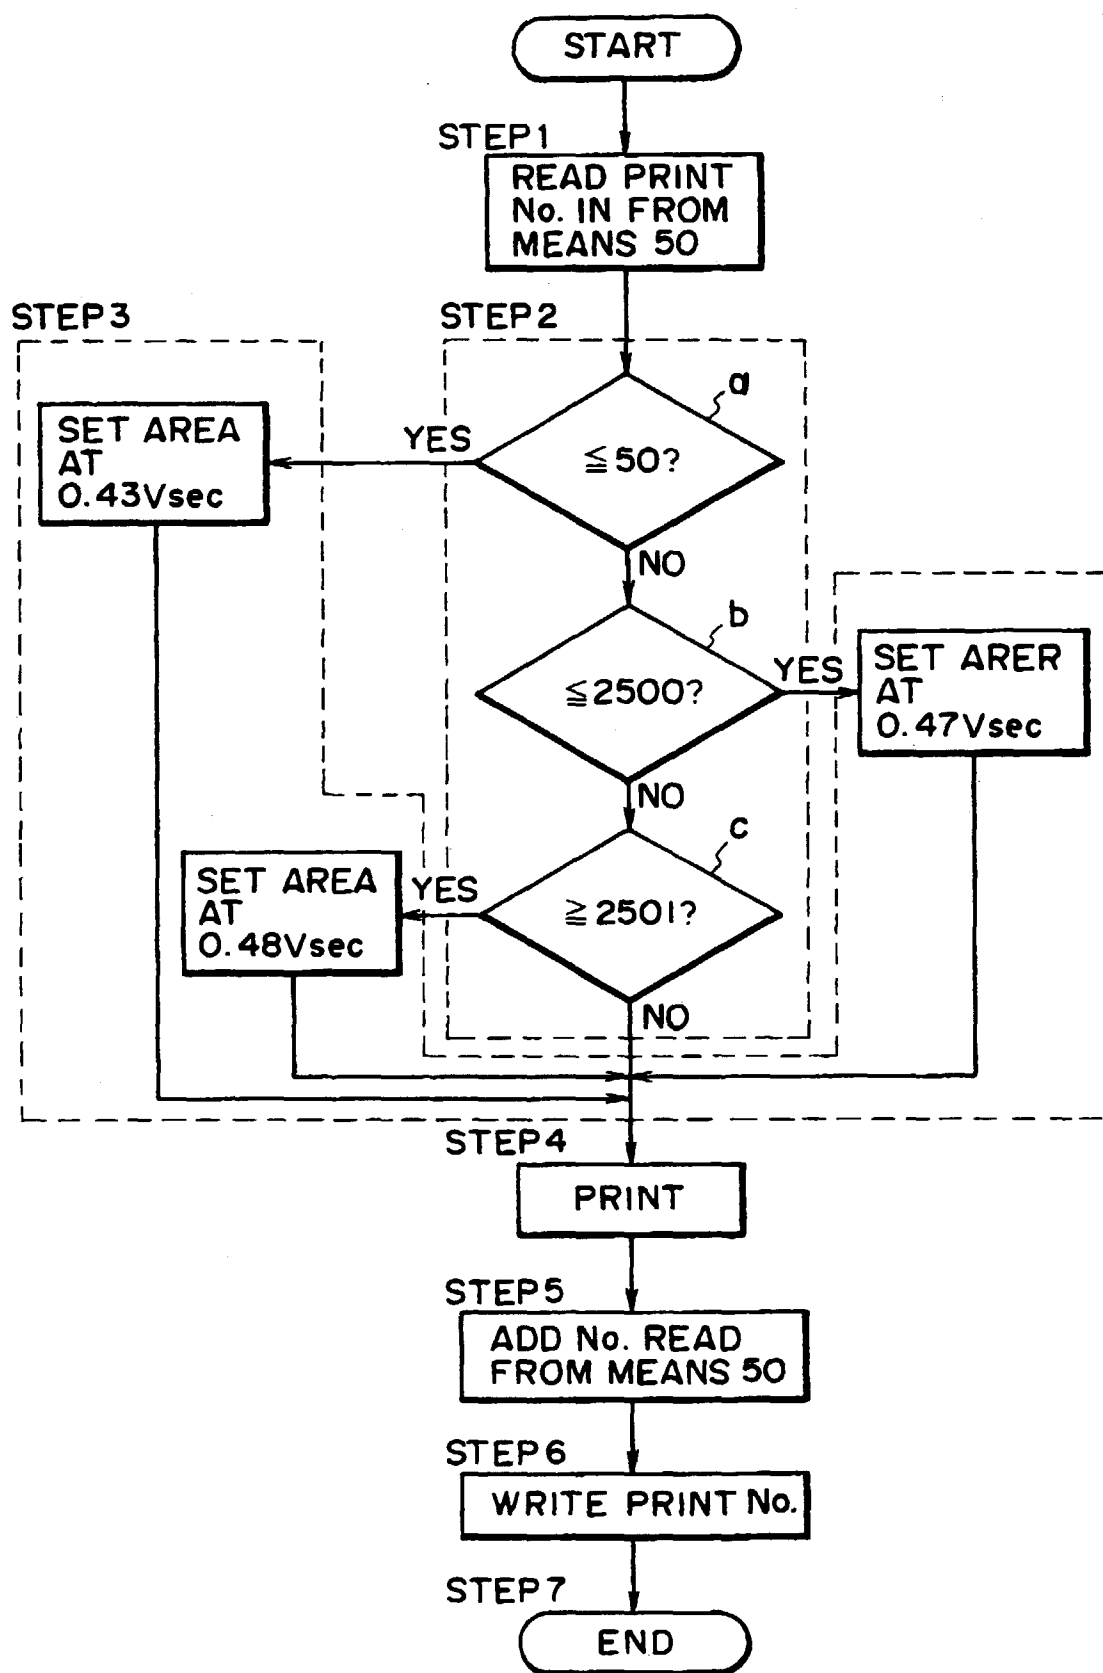 START
STEP1
READ PRINT
No. IN FROM
MEANS 50
STEP3
STEP2
a
SET AREA
AT
0.43Vsec
YES
≦50?
NO
b
≦2500?
YES
SET ARER
AT
0.47Vsec
NO
c
SET AREA
AT
0.48Vsec
YES
≧2501?
NO
STEP4
PRINT
STEP5
ADD No. READ
FROM MEANS 50
STEP6
WRITE PRINT No.
STEP7
END